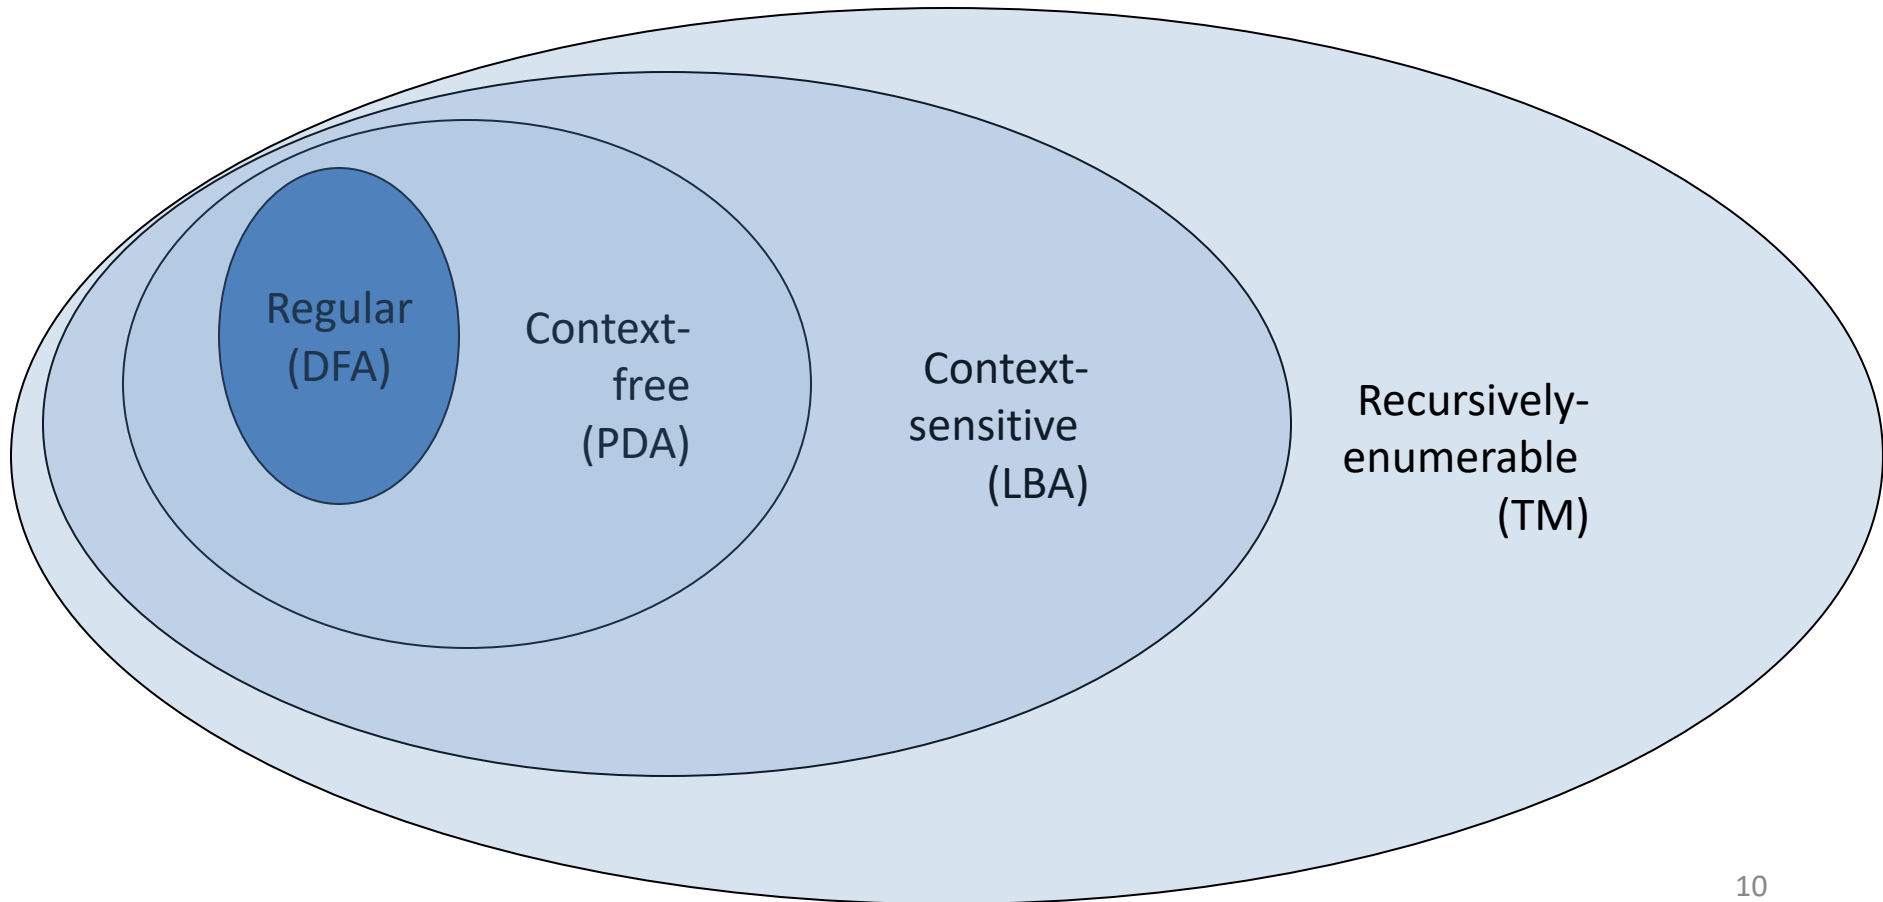 Regular
(DFA)
Context-
free
(PDA)
Context-
sensitive
(LBA)
Recursively-
enumerable
(TM)
10